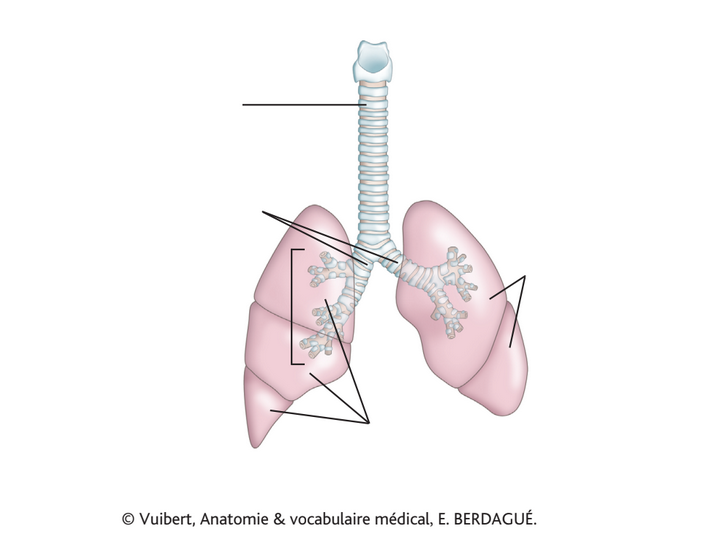 © Vuibert, Anatomie & vocabulaire médical, E. BERDAGUÉ.